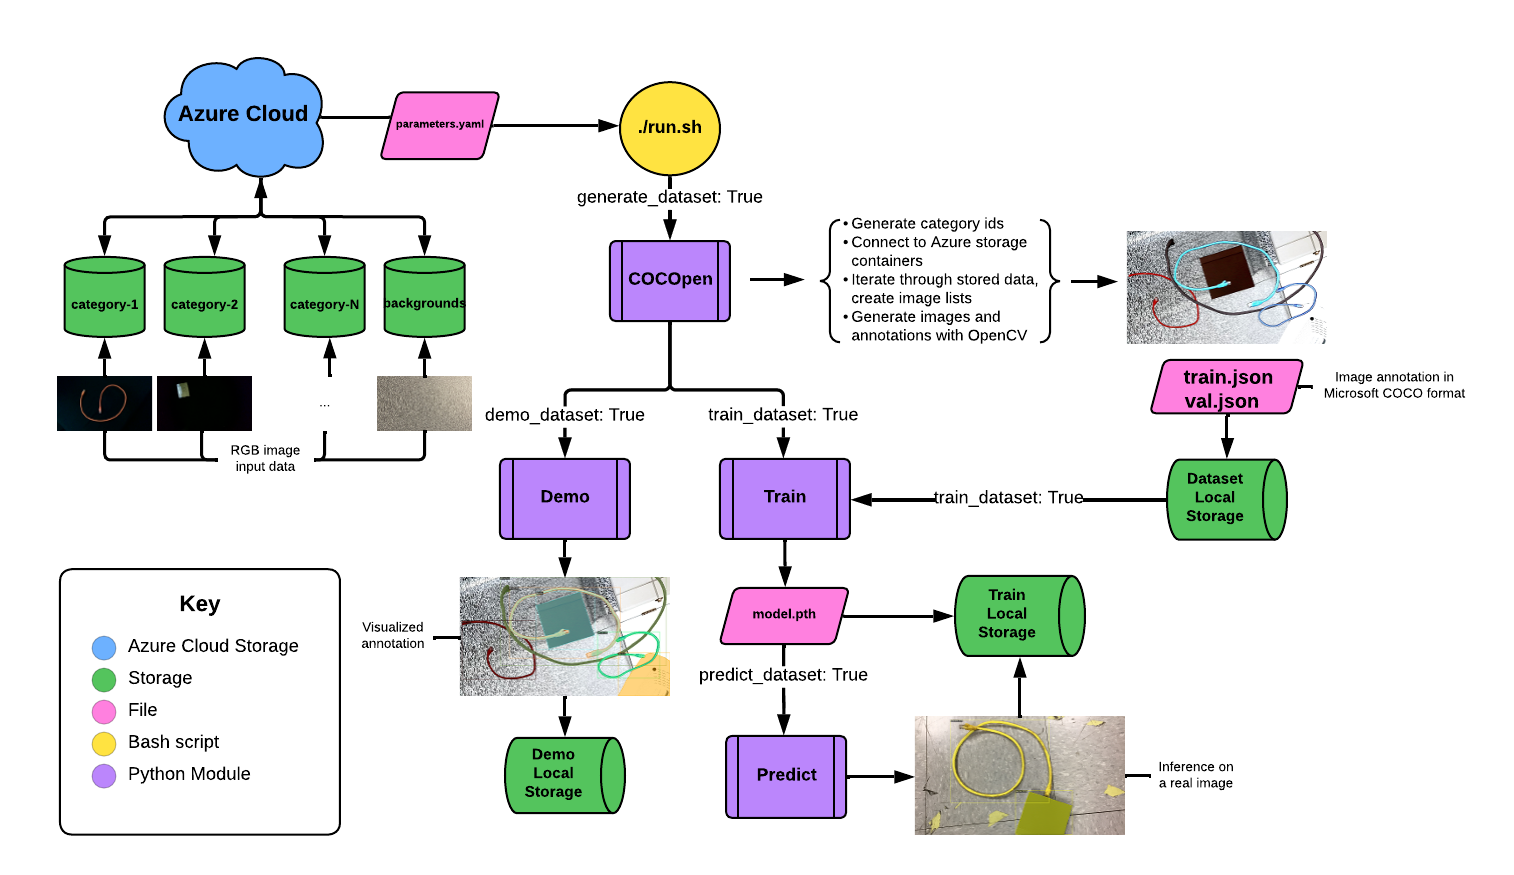 Azure Cloud
parameters.yaml
./run.sh
generate_dataset: True
category-1
category-2
category-N
backgrounds
...
RGB image
input data
COCOpen
• Generate category ids
• Connect to Azure storage
containers
• Iterate through stored data,
create image lists
• Generate images and
annotations with OpenCV
train.json
val.json
Image annotation in
Microsoft COCO format
demo_dataset: True
train_dataset: True
Demo
Train
train_dataset: True
Dataset
Local
Storage
Visualized
annotation
model.pth
Train
Local
Storage
predict_dataset: True
Demo
Local
Storage
Predict
Inference on
a real image
Key
Azure Cloud Storage
Storage
File
Bash script
Python Module